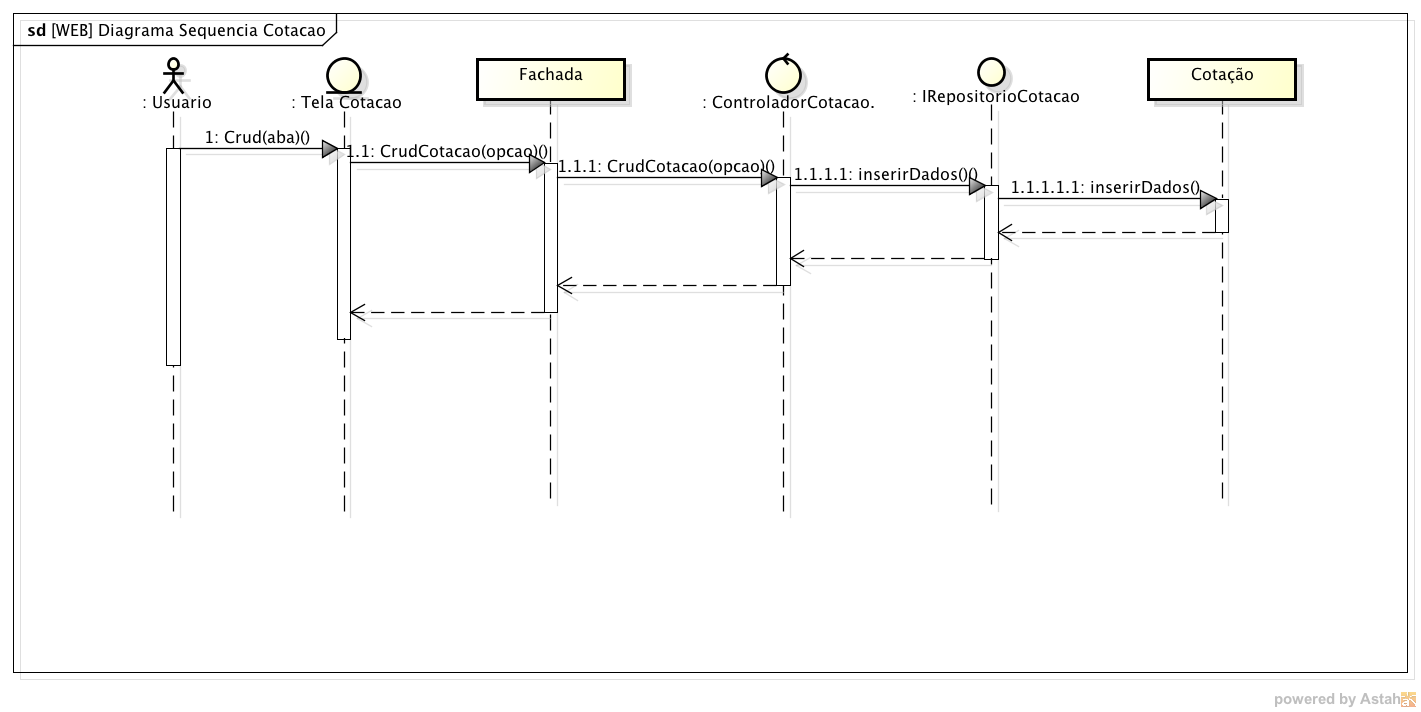 sd [WEB] Diagrama Sequencia Cotacao
: Usuario
: Tela Cotacao
Fachada
: ControladorCotacao.
: IRepositorioCotacao
Cotação
1: Crud(aba)()
1.1: CrudCotacao(opcao)()
1.1.1: CrudCotacao(opcao)()
1.1.1.1: inserirDados()()
1.1.1.1.1: inserirDados()
powered by Astah